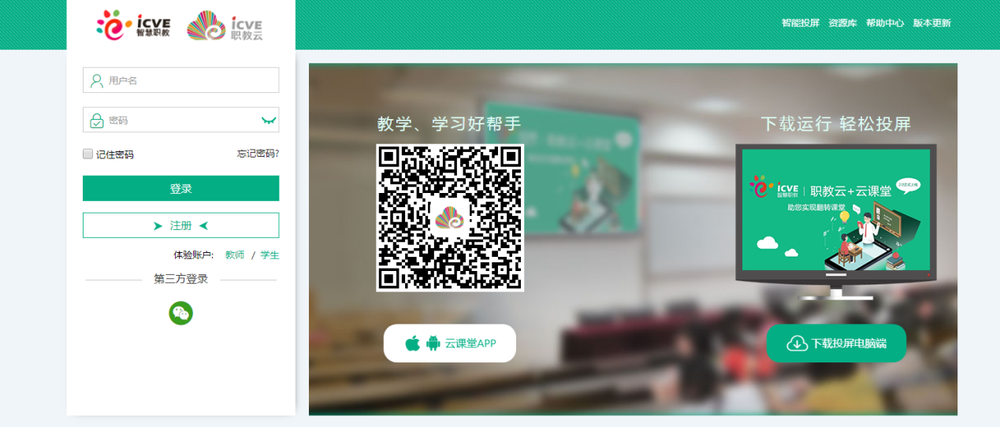 icve
智慧职教
icve
职教云
智能投屏 资源库 帮助中心 版本更新
用户名
密码
记住密码 忘记密码?
登录
注册
体验账户: 教师 / 学生
第三方登录
教学、学习好帮手
云课堂APP
下载运行 轻松投屏
icve
智慧职教
职教云+云课堂
助您实现翻转课堂
下载投屏电脑端